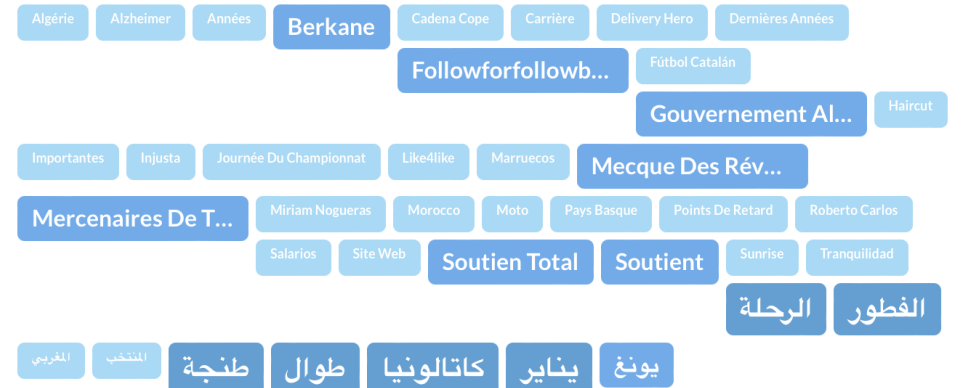 Algérie Alzheimer Années Berkane Cadena Cope Carrière Delivery Hero Dernières Années
Followforfollowb... Fútbol Catalán
Gouvernement Al... Haircut
Importantes Injusta Journée Du Championnat Like4like Marruecos Mecque Des Rév...
Mercenaires De T... Miriam Nogueras Morocco Moto Pays Basque Points De Retard Roberto Carlos
Salarios Site Web Soutien Total Soutient Sunrise Tranquilidad
الرحلة الفطور
المغربي المنتخب طنجة طوال كاتالونيا يناير يونغ